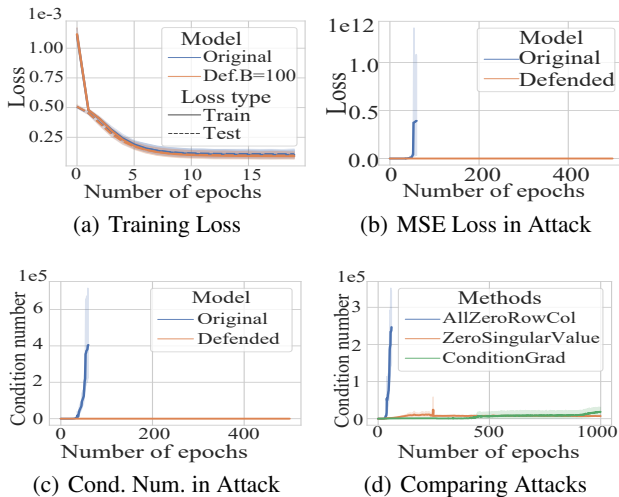 1e-3
Loss
1.00
0.75
0.50
0.25
Model
Original
Def.B=100
Loss type
Train
Test
0 5 10 15
Number of epochs
(a) Training Loss
1e12
Loss
1.0
0.5
0.0
Model
Original
Defended
0 200 400
Number of epochs
(b) MSE Loss in Attack
1e5
Condition number
6
4
2
0
Model
Original
Defended
0 200 400
Number of epochs
(c) Cond. Num. in Attack
1e5
Condition number
3
2
1
0
Methods
AllZeroRowCol
ZeroSingularValue
ConditionGrad
0 500 1000
Number of epochs
(d) Comparing Attacks